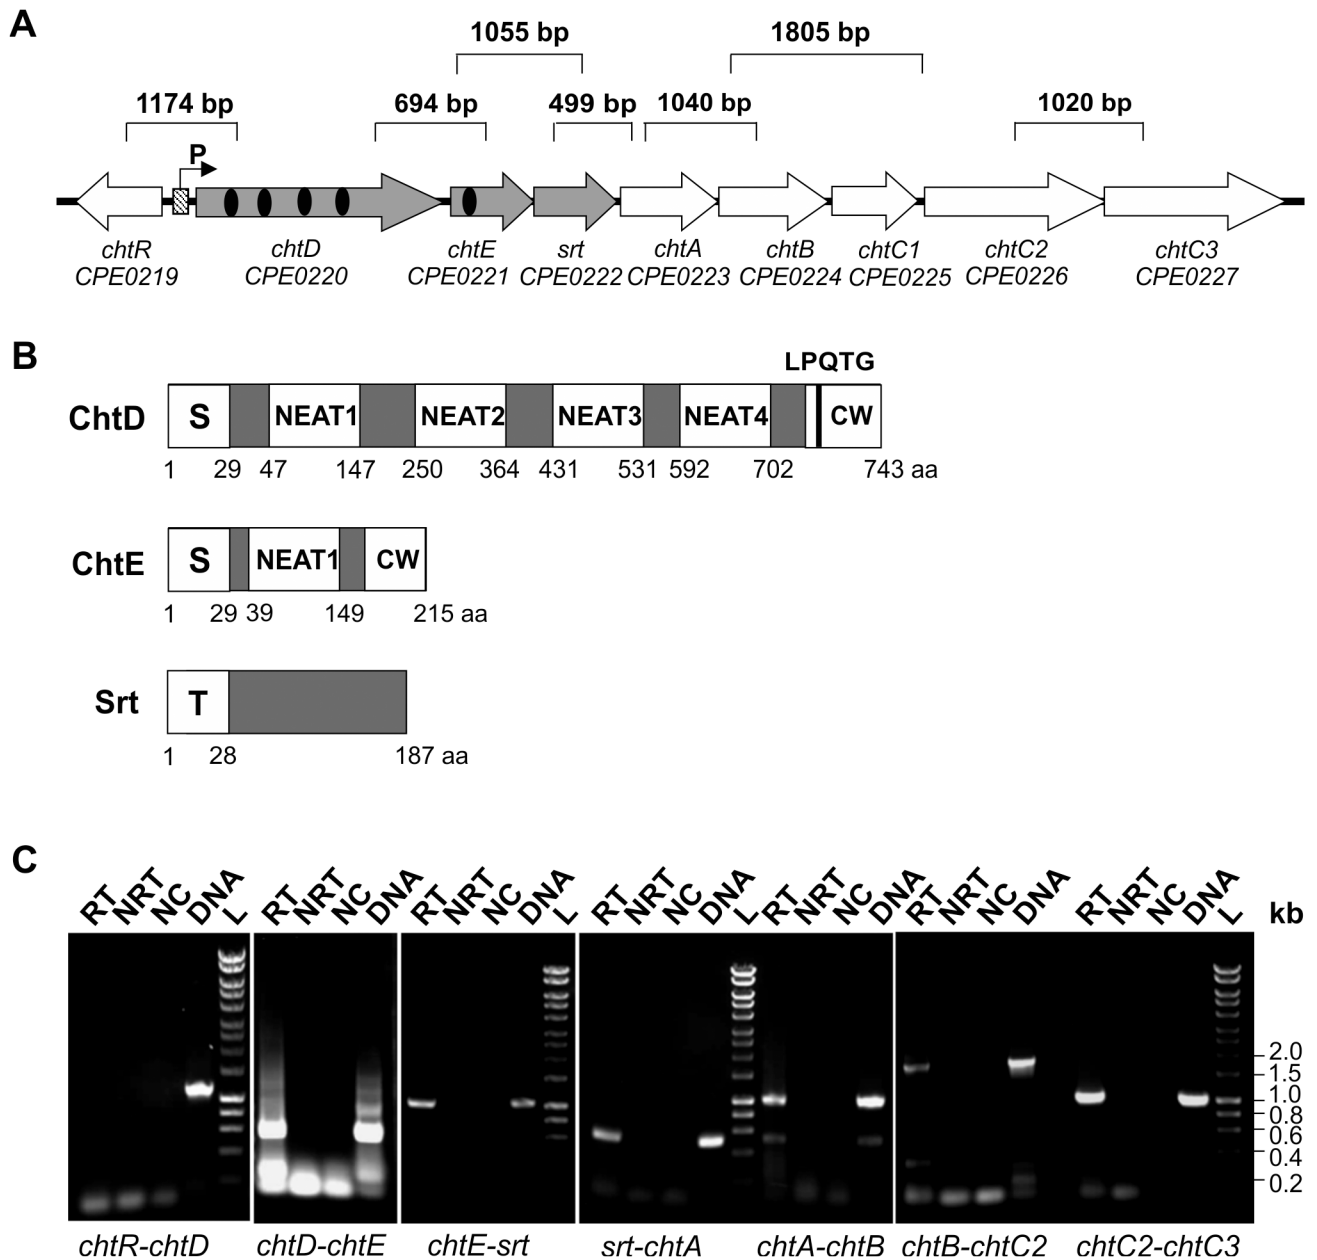 A
1055 bp 1805 bp
1174 bp 694 bp 499 bp 1040 bp 1020 bp
P
chtR chtD chtE srt chtA chtB chtC1 chtC2 chtC3
CPE0219 CPE0220 CPE0221 CPE0222 CPE0223 CPE0224 CPE0225 CPE0226 CPE0227
B
LPQTG
ChtD S NEAT1 NEAT2 NEAT3 NEAT4 CW
1 29 47 147 250 364 431 531 592 702 743 aa
ChtE S NEAT1 CW
1 29 39 149 215 aa
Srt T
1 28 187 aa
C
RT NRT NC DNA L RT NRT NC DNA RT NRT NC DNA L RT NRT NC DNA L RT NRT NC DNA RT NRT NC DNA RT NRT NC DNA L kb
2.0
1.5
1.0
0.8
0.6
0.4
0.2
chtR-chtD chtD-chtE chtE-srt srt-chtA chtA-chtB chtB-chtC2 chtC2-chtC3